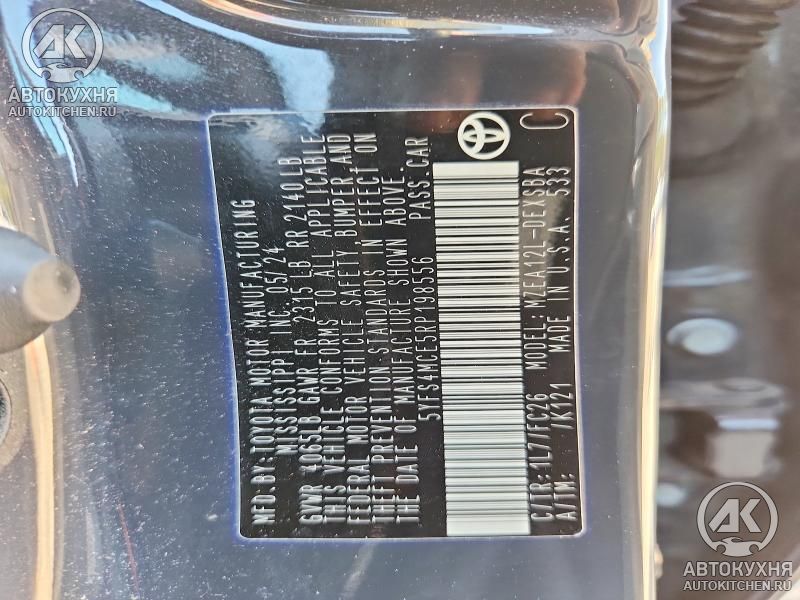 АВТОКУХНЯ
AUTOKITCHEN.RU
MFD.BY:TOYOTA MOTOR MANUFACTURING
MISSISSIPPI INC. 05/24
GVWR 4065LB GAWR FR 2315 LB RR 2140LB
THIS VEHICLE CONFORMS TO ALL APPLICABLE
FEDERAL MOTOR VEHICLE SAFETY, BUMPER, AND
THEFT PREVENTION STANDARDS IN EFFECT ON
THE DATE OF MANUFACTURE SHOWN ABOVE.
5YFS4MCE5RP198556 PASS.CAR
C/TR:1L7/FC26 MODEL:MZEA12L-DEXSBA
A/TM: /K121 MADE IN U.S.A. 533
C
АВТОКУХНЯ
AUTOKITCHEN.RU